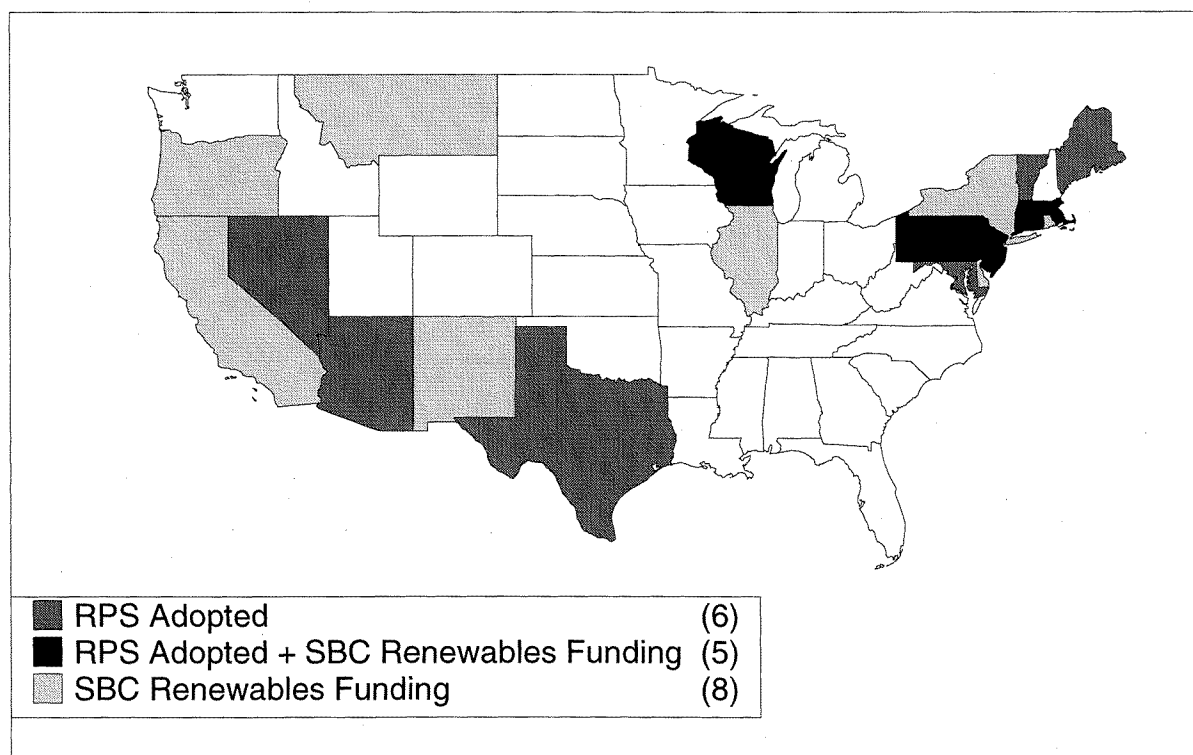 RPS Adopted (6)
RPS Adopted + SBC Renewables Funding (5)
SBC Renewables Funding (8)